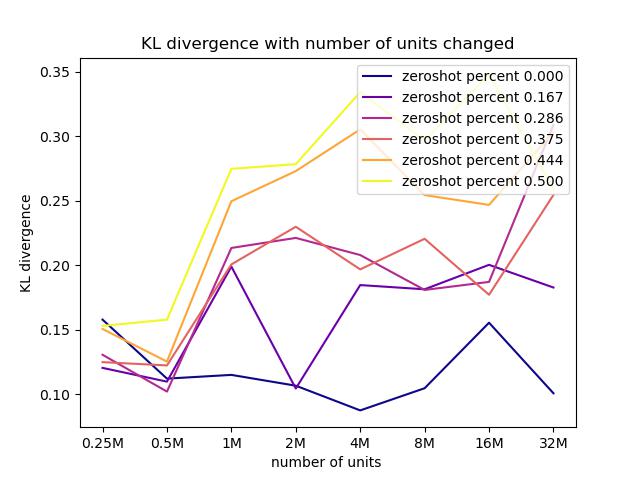 KL divergence with number of units changed
0.35
0.30
0.25
0.20
0.15
0.10
KL divergence
zeroshot percent 0.000
zeroshot percent 0.167
zeroshot percent 0.286
zeroshot percent 0.375
zeroshot percent 0.444
zeroshot percent 0.500
0.25M 0.5M 1M 2M 4M 8M 16M 32M
number of units